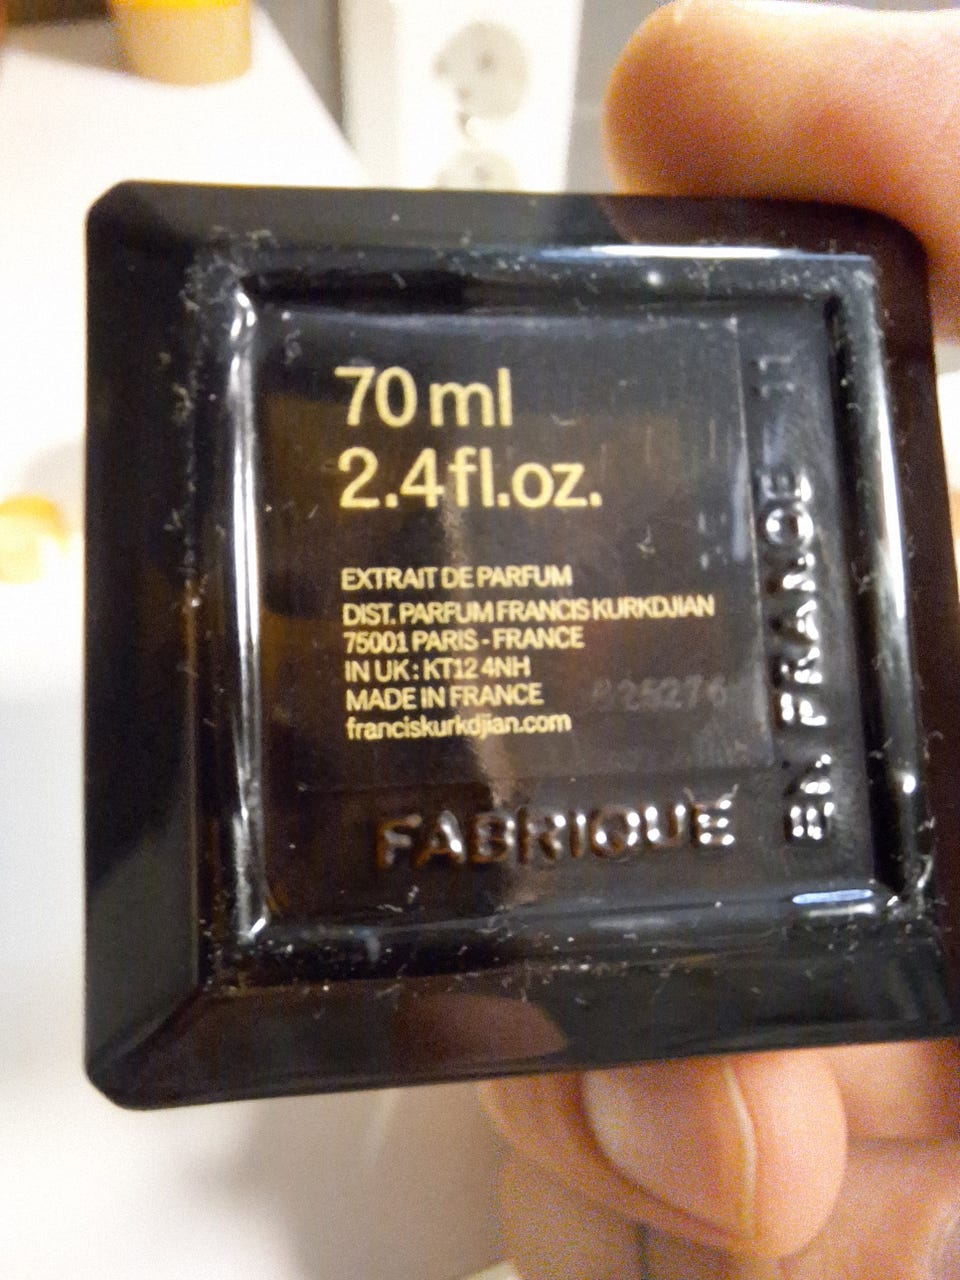 70 ml
2.4 fl.oz.
EXTRAIT DE PARFUM
DIST. PARFUM FRANCIS KURKDJIAN
75001 PARIS - FRANCE
IN UK : KT12 4NH
MADE IN FRANCE
franciskurkdjian.com
FABRIQUE
EN FRANCE